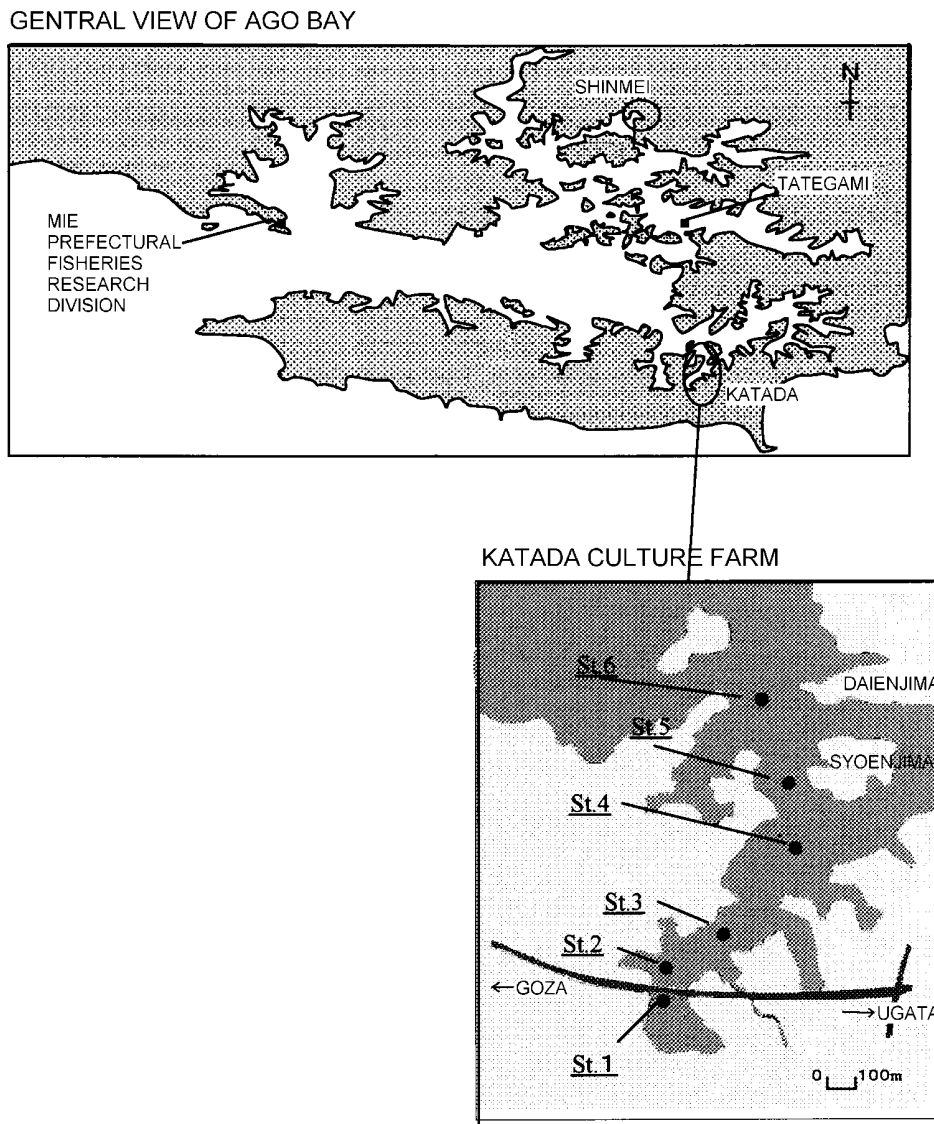 GENTRAL VIEW OF AGO BAY
N
SHINMEI
TATEGAMI
MIE
PREFECTURAL
FISHERIES
RESEARCH
DIVISION
KATADA
KATADA CULTURE FARM
St.6
DAIENJIMA
St.5
SYOENJIMA
St.4
St.3
St.2
←GOZA
→UGATA
St.1
0 100m